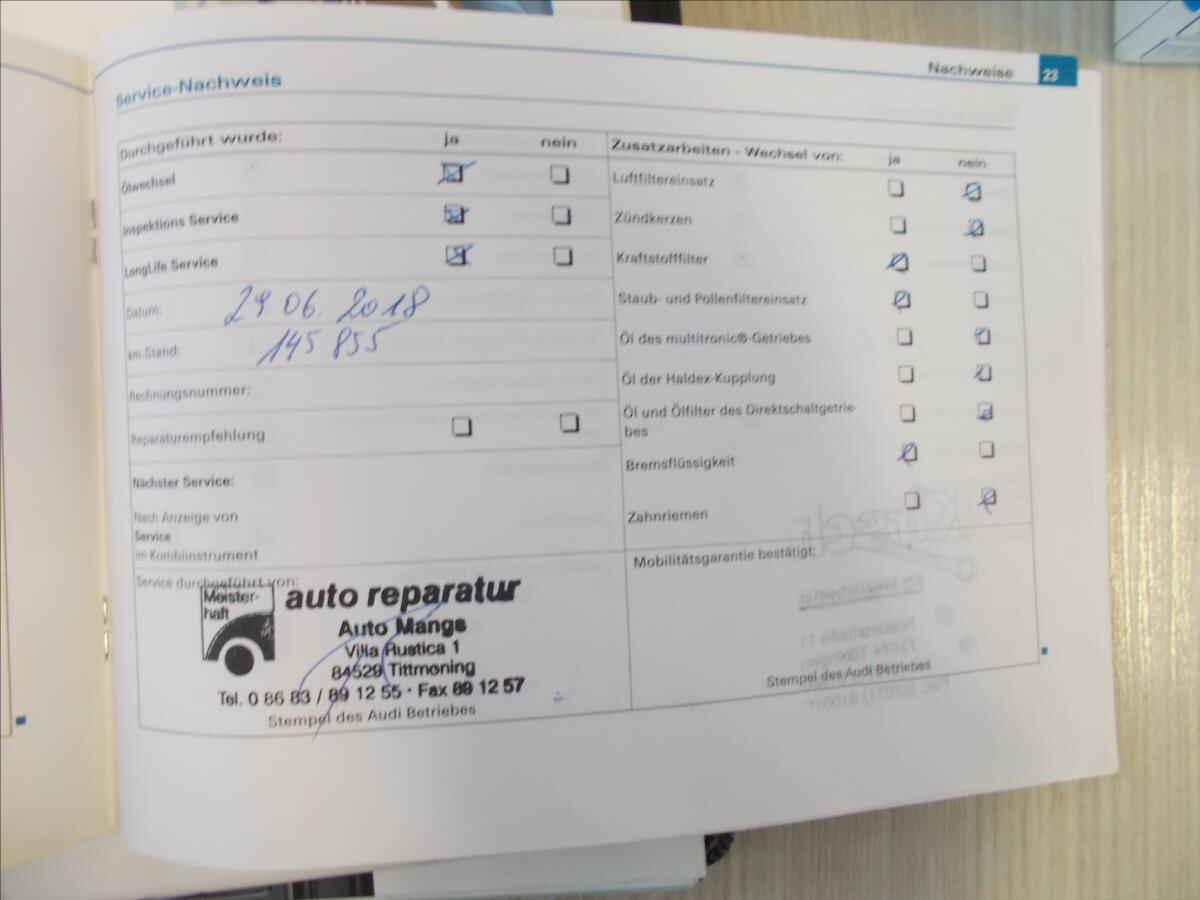 Nachweise 23
Service-Nachweis
Durchgeführt wurde: ja nein
Ölwechsel
Inspektions Service
LongLife Service
Datum: 29.06.2018
km-Stand: 145 855
Rechnungsnummer:
Reparaturempfehlung
Nächster Service:
Nach Anzeige von
Service
im Kombiinstrument
Service durchgeführt von:
Meister-
haft
auto reparatur
Auto Mangs
Villa Rustica 1
84529 Tittmoning
Tel. 0 86 83 / 89 12 55 · Fax 89 12 57
Stempel des Audi Betriebes
Zusatzarbeiten - Wechsel von: ja nein
Luftfiltereinsatz
Zündkerzen
Kraftstofffilter
Staub- und Pollenfiltereinsatz
Öl des multitronic®-Getriebes
Öl der Haldex-Kupplung
Öl und Ölfilter des Direktschaltgetrie-
bes
Bremsflüssigkeit
Zahnriemen
Mobilitätsgarantie bestätigt:
Stempel des Audi Betriebes